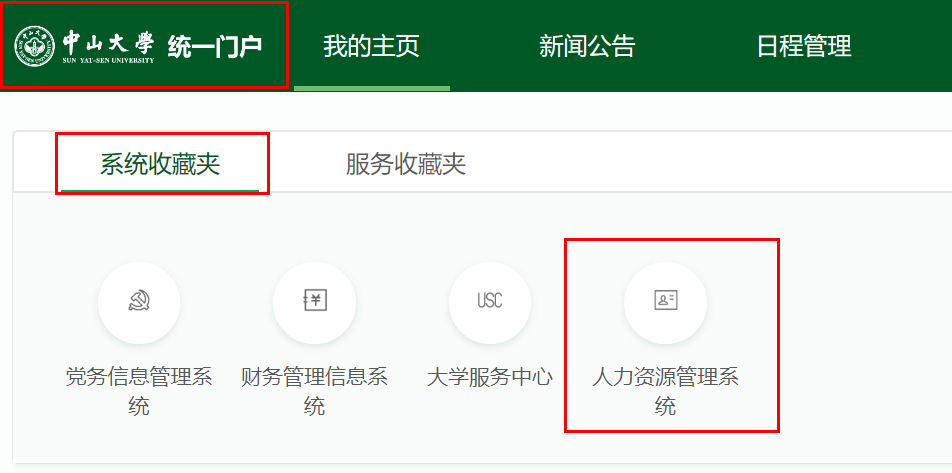 中山大學 统一门户 我的主页 新闻公告 日程管理
SUN YAT-SEN UNIVERSITY
系统收藏夹 服务收藏夹
USC
党务信息管理系
统
财务管理信息系
统
大学服务中心
人力资源管理系
统